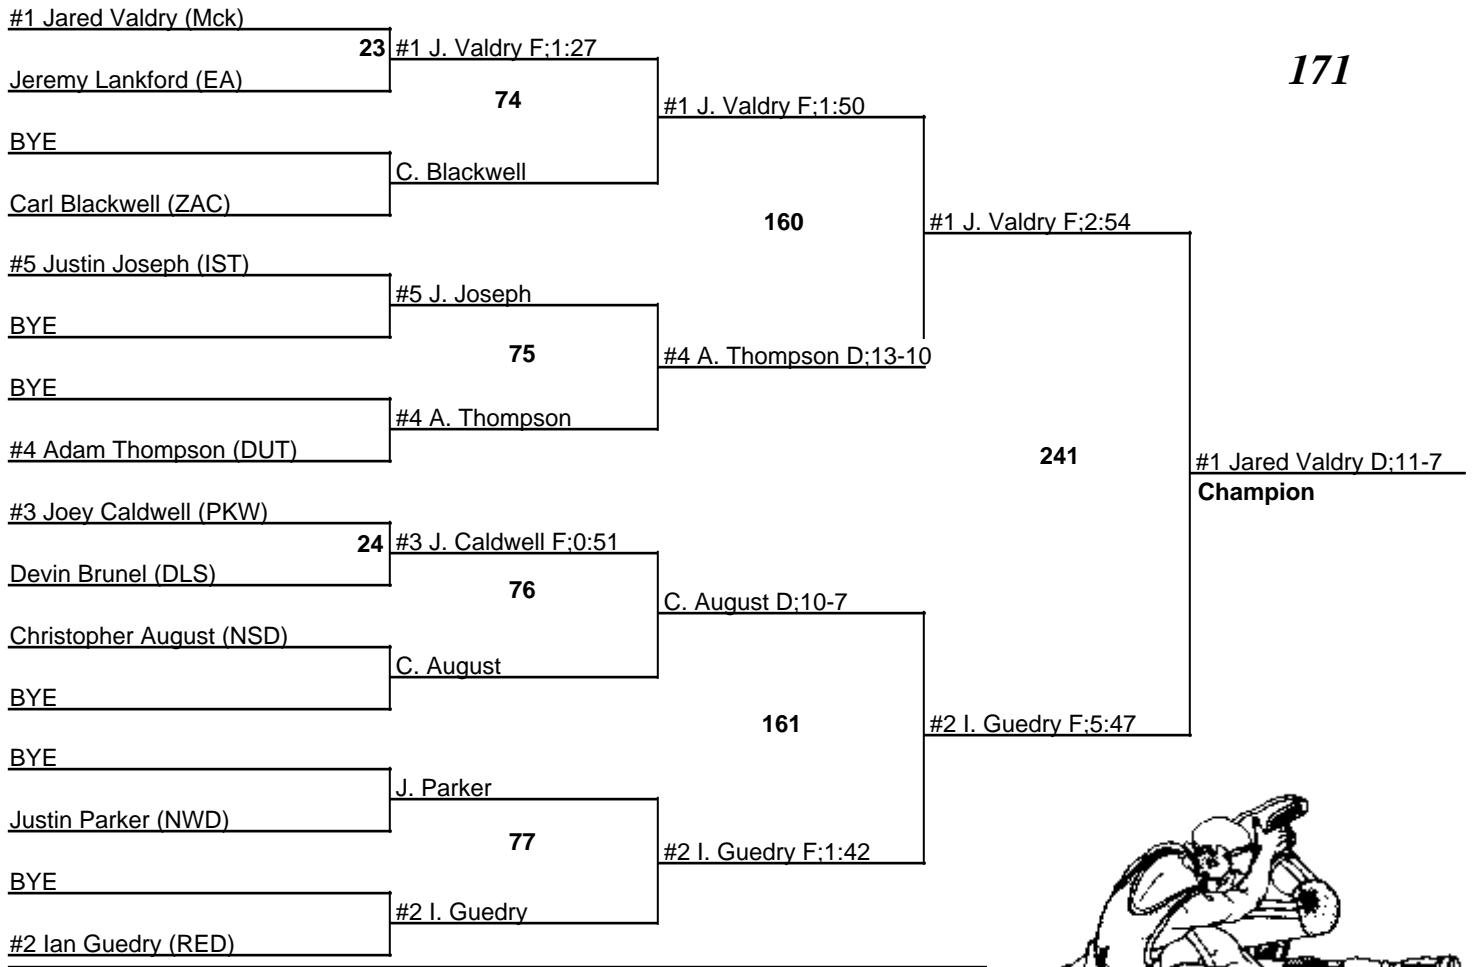 #1 Jared Valdry (Mck)
23 #1 J. Valdry F;1:27
171
Jeremy Lankford (EA)
74
#1 J. Valdry F;1:50
BYE
C. Blackwell
Carl Blackwell (ZAC)
160
#1 J. Valdry F;2:54
#5 Justin Joseph (IST)
#5 J. Joseph
BYE
75
#4 A. Thompson D;13-10
BYE
#4 A. Thompson
#4 Adam Thompson (DUT)
241
#1 Jared Valdry D;11-7
Champion
#3 Joey Caldwell (PKW)
24 #3 J. Caldwell F;0:51
Devin Brunel (DLS)
76
C. August D;10-7
Christopher August (NSD)
C. August
BYE
161
#2 I. Guedry F;5:47
BYE
J. Parker
Justin Parker (NWD)
77
#2 I. Guedry F;1:42
BYE
#2 I. Guedry
#2 Ian Guedry (RED)